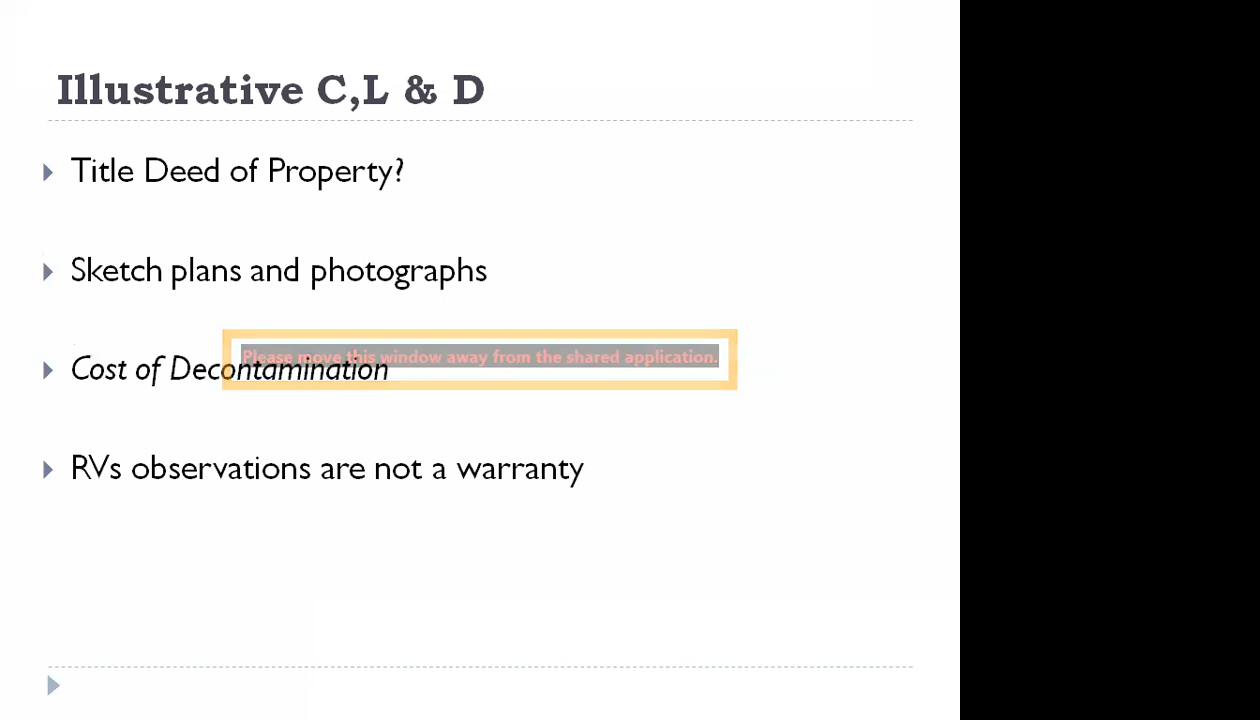 Illustrative C,L & D
Title Deed of Property?
Sketch plans and photographs
Please move this window away from the shared application.
Cost of Decontamination
RVs observations are not a warranty